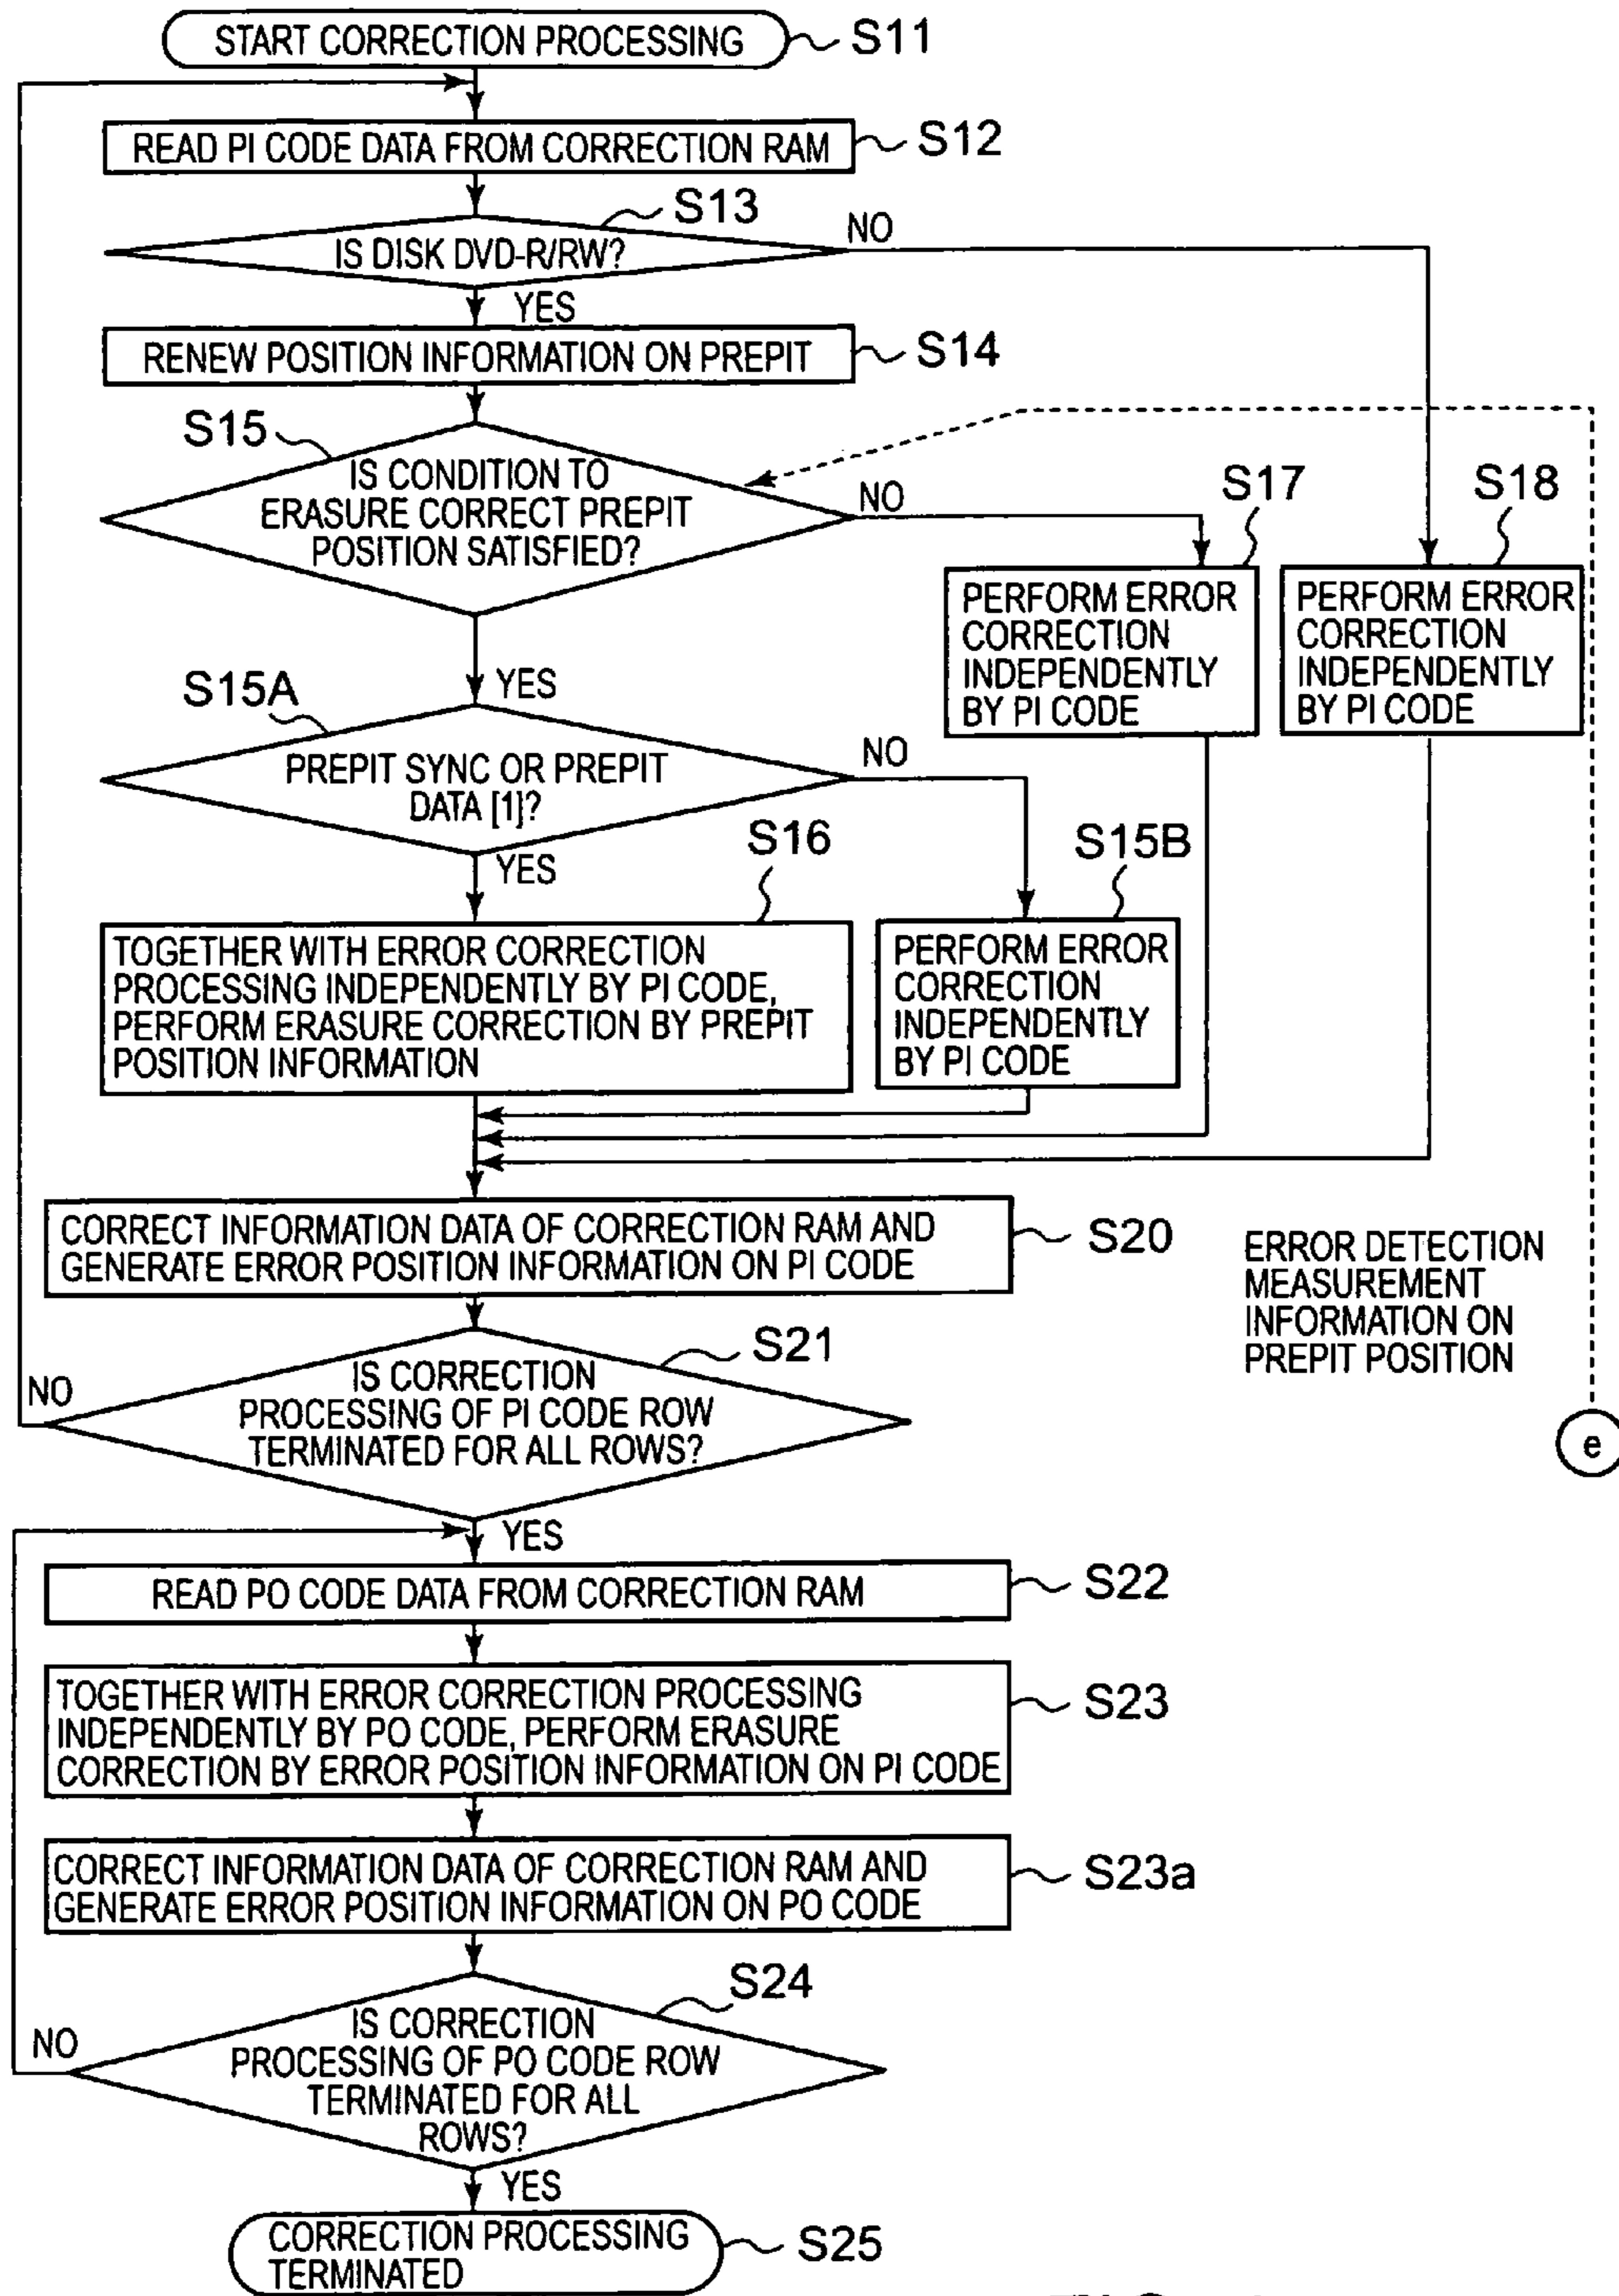 START CORRECTION PROCESSING
S11
READ PI CODE DATA FROM CORRECTION RAM
S12
S13
IS DISK DVD-R/RW?
NO
YES
RENEW POSITION INFORMATION ON PREPIT
S14
S15
IS CONDITION TO
ERASURE CORRECT PREPIT
POSITION SATISFIED?
NO
YES
S17
PERFORM ERROR
CORRECTION
INDEPENDENTLY
BY PI CODE
S18
PERFORM ERROR
CORRECTION
INDEPENDENTLY
BY PI CODE
S15A
PREPIT SYNC OR PREPIT
DATA [1]?
NO
YES
S16
TOGETHER WITH ERROR CORRECTION
PROCESSING INDEPENDENTLY BY PI CODE,
PERFORM ERASURE CORRECTION BY PREPIT
POSITION INFORMATION
S15B
PERFORM ERROR
CORRECTION
INDEPENDENTLY
BY PI CODE
CORRECT INFORMATION DATA OF CORRECTION RAM AND
GENERATE ERROR POSITION INFORMATION ON PI CODE
S20
ERROR DETECTION
MEASUREMENT
INFORMATION ON
PREPIT POSITION
e
S21
IS CORRECTION
PROCESSING OF PI CODE ROW
TERMINATED FOR ALL ROWS?
NO
YES
READ PO CODE DATA FROM CORRECTION RAM
S22
TOGETHER WITH ERROR CORRECTION PROCESSING
INDEPENDENTLY BY PO CODE, PERFORM ERASURE
CORRECTION BY ERROR POSITION INFORMATION ON PI CODE
S23
CORRECT INFORMATION DATA OF CORRECTION RAM AND
GENERATE ERROR POSITION INFORMATION ON PO CODE
S23a
S24
IS CORRECTION
PROCESSING OF PO CODE ROW
TERMINATED FOR ALL
ROWS?
NO
YES
CORRECTION PROCESSING
TERMINATED
S25